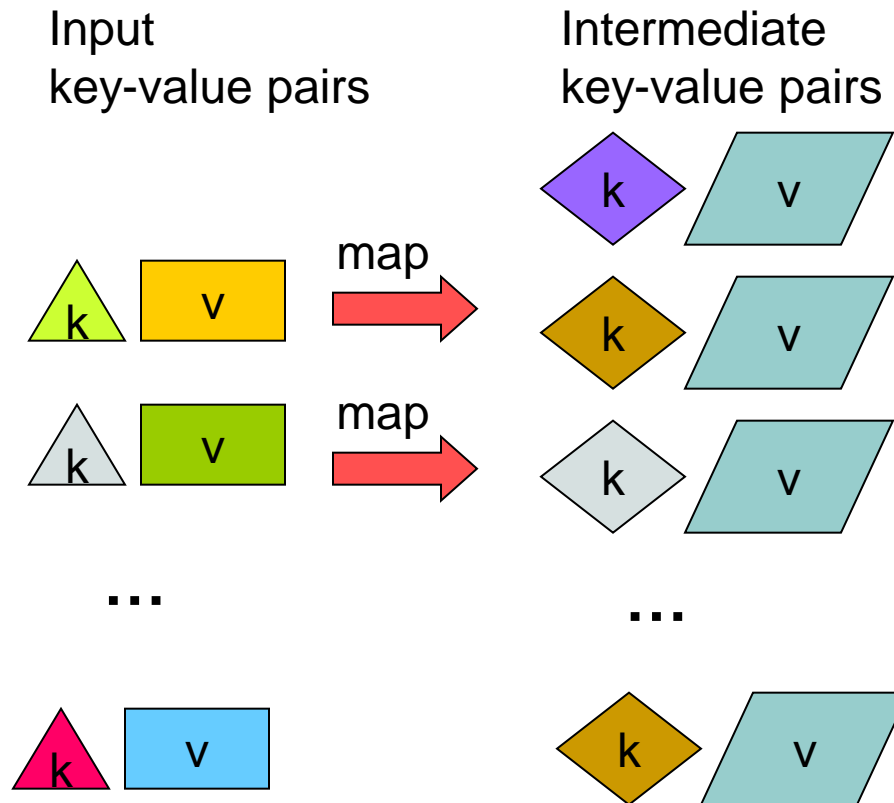 Input
key-value pairs
Intermediate
key-value pairs
k v
map
k v
k v
map
k v
k v
k v
...
...
k v
k v